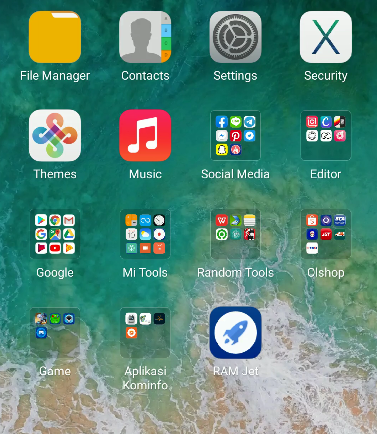 File Manager
Contacts
Settings
Security
Themes
Music
Social Media
Editor
Google
Mi Tools
Random Tools
Clshop
Game
Aplikasi
Kominfo
RAM Jet